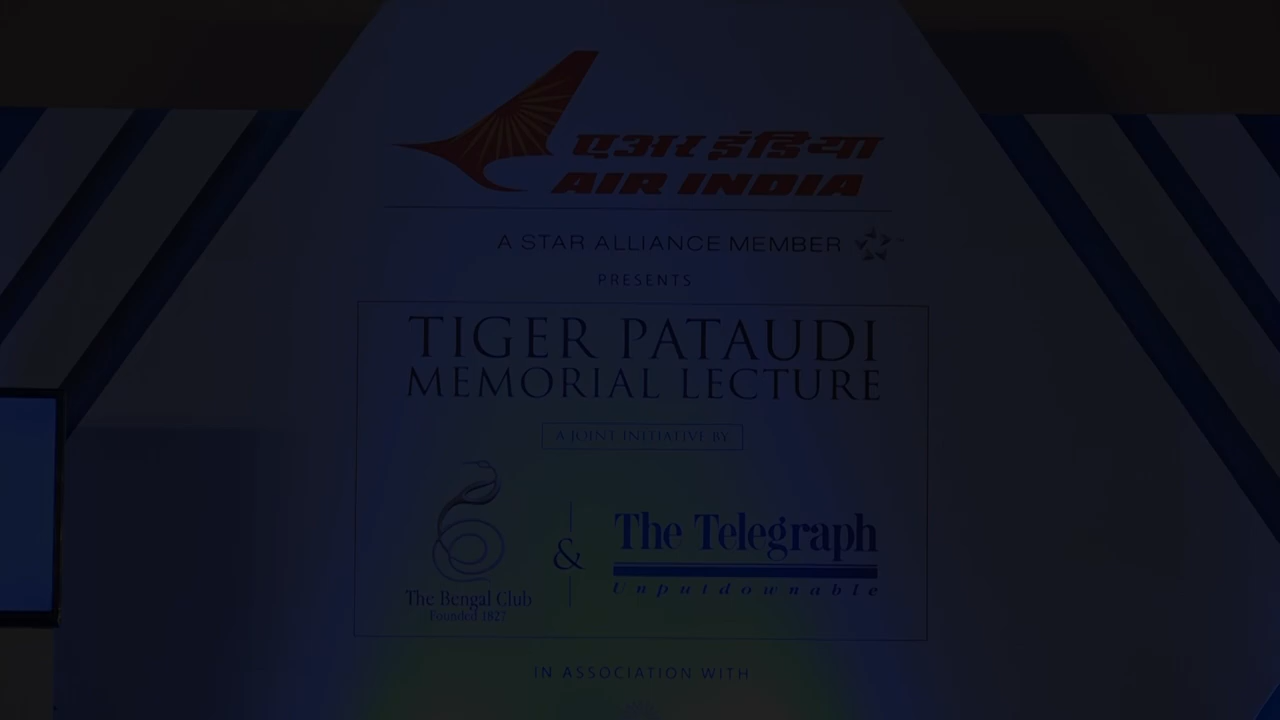 एअर इंडिया
AIR INDIA
A STAR ALLIANCE MEMBER
PRESENTS
TIGER PATAUDI
MEMORIAL LECTURE
A JOINT INITIATIVE BY
The Bengal Club
Founded 1827
&
The Telegraph
Unputdownable
IN ASSOCIATION WITH